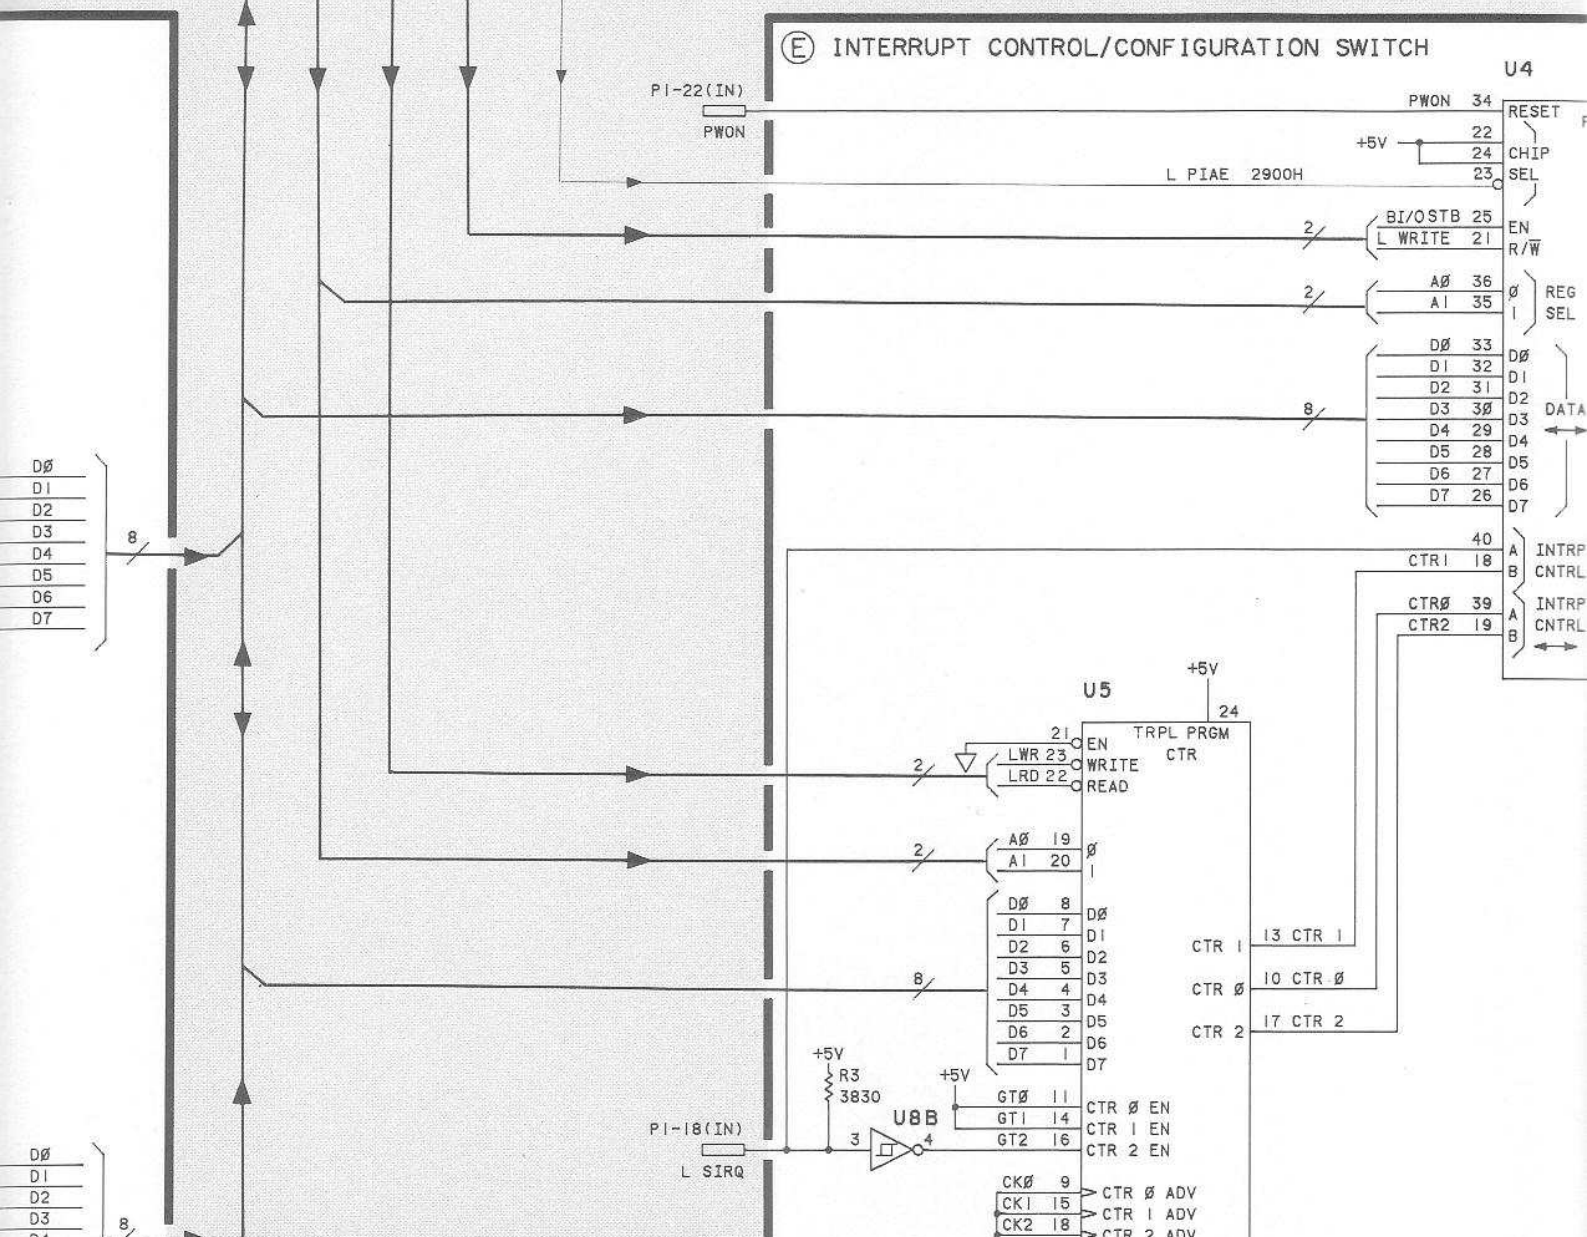 Ⓔ INTERRUPT CONTROL/CONFIGURATION SWITCH
U4
P1-22(IN)
PWON
PWON 34 RESET
+5V
22
24 CHIP
23 SEL
L PIAE 2900H
2
BI/OSTB 25 EN
L WRITE 21 R/W̅
2
AØ 36 Ø REG
A1 35 1 SEL
8
DØ 33 DØ
D1 32 D1
D2 31 D2
D3 3Ø D3 DATA
D4 29 D4
D5 28 D5
D6 27 D6
D7 26 D7
DØ
D1
D2
D3
D4
D5
D6
D7
8
40 A INTRP
CTR1 18 B CNTRL
CTRØ 39 A INTRP
CTR2 19 B CNTRL
+5V
U5
24
TRPL PRGM
CTR
21 EN
2
LWR 23 WRITE
LRD 22 READ
2
AØ 19 Ø
A1 20 1
8
DØ 8 DØ
D1 7 D1
D2 6 D2
D3 5 D3
D4 4 D4
D5 3 D5
D6 2 D6
D7 1 D7
CTR 1 13 CTR 1
CTR Ø 10 CTR Ø
CTR 2 17 CTR 2
+5V
R3
3830
+5V
U8B
3
4
GTØ 11 CTR Ø EN
GT1 14 CTR 1 EN
GT2 16 CTR 2 EN
P1-18(IN)
L SIRQ
CKØ 9 CTR Ø ADV
CK1 15 CTR 1 ADV
CK2 18 CTR 2 ADV
DØ
D1
D2
D3
D4
8